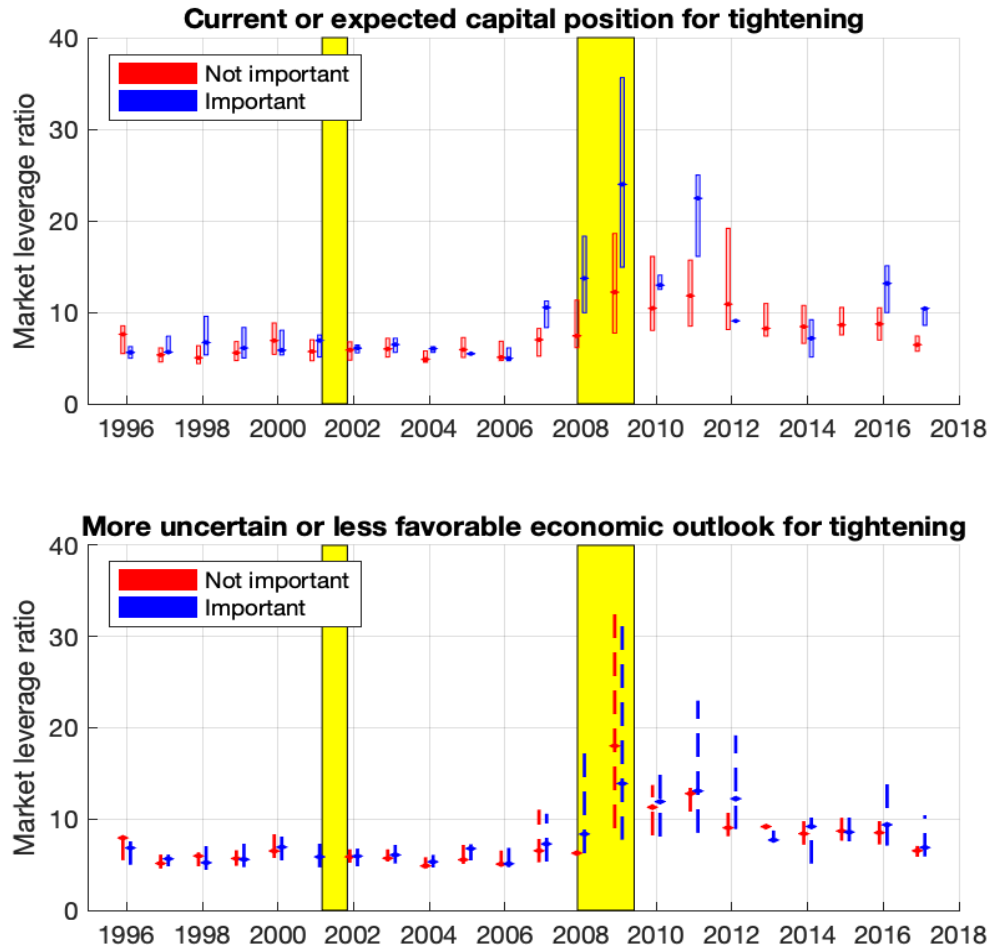 Current or expected capital position for tightening
40
30
20
10
0
Market leverage ratio
Not important
Important
1996 1998 2000 2002 2004 2006 2008 2010 2012 2014 2016 2018
More uncertain or less favorable economic outlook for tightening
40
30
20
10
0
Market leverage ratio
Not important
Important
1996 1998 2000 2002 2004 2006 2008 2010 2012 2014 2016 2018